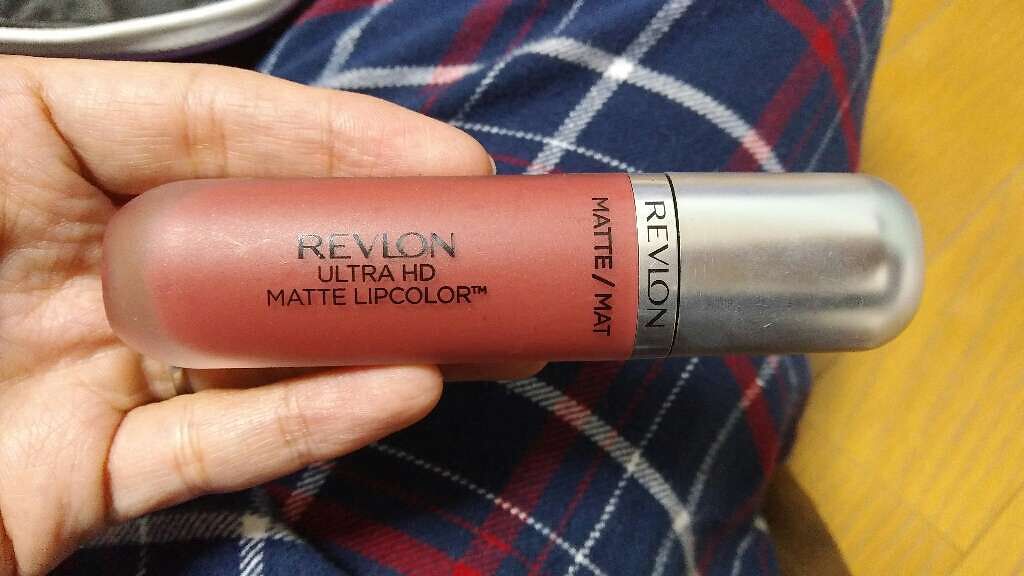 REVLON
ULTRA HD
MATTE LIPCOLOR™
MATTE/MAT
REVLON